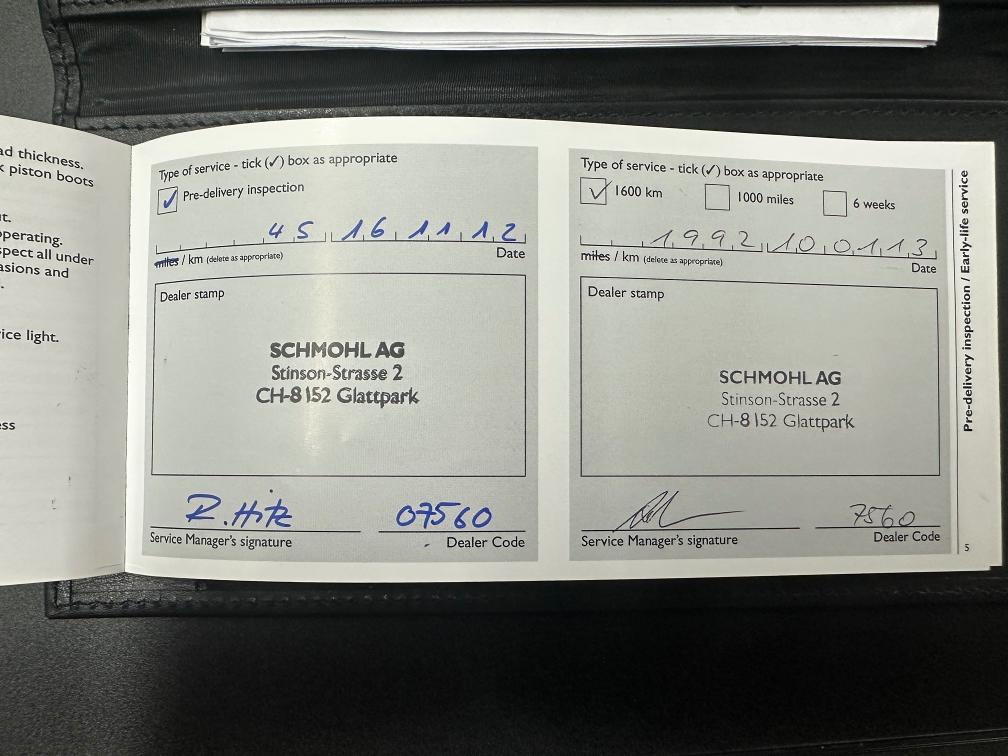 ad thickness.
k piston boots
t.
operating.
spect all under
asions and
ice light.
ess
Type of service - tick (✓) box as appropriate
✓ Pre-delivery inspection
45 16 11 12
miles / km (delete as appropriate)
Date
Dealer stamp
SCHMOHL AG
Stinson-Strasse 2
CH-8152 Glattpark
R. Hitz
07560
Service Manager's signature
Dealer Code
Type of service - tick (✓) box as appropriate
✓ 1600 km
1000 miles
6 weeks
1992 10 01 13
miles / km (delete as appropriate)
Date
Dealer stamp
SCHMOHL AG
Stinson-Strasse 2
CH-8152 Glattpark
7560
Service Manager's signature
Dealer Code
Pre-delivery inspection / Early-life service
5